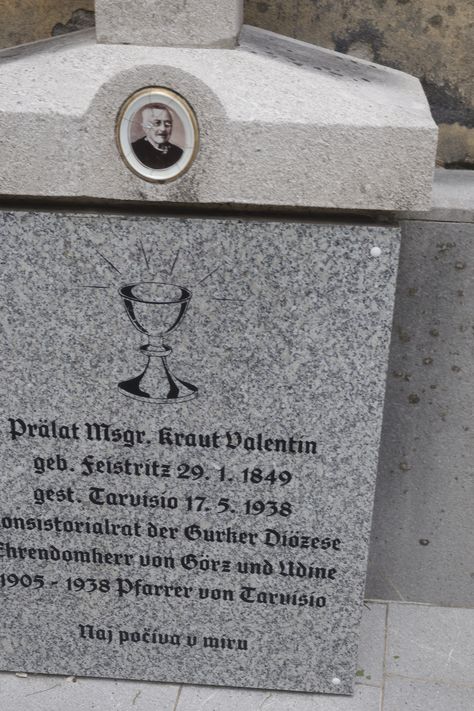 Prälat Msgr. Kraut Valentin
geb. Feistritz 29. 1. 1849
gest. Tarvisio 17. 5. 1938
onsistorialrat der Gurker Diözese
Ehrendomherr von Görz und Udine
1905 - 1938 Pfarrer von Tarvisio
Naj počiva v miru